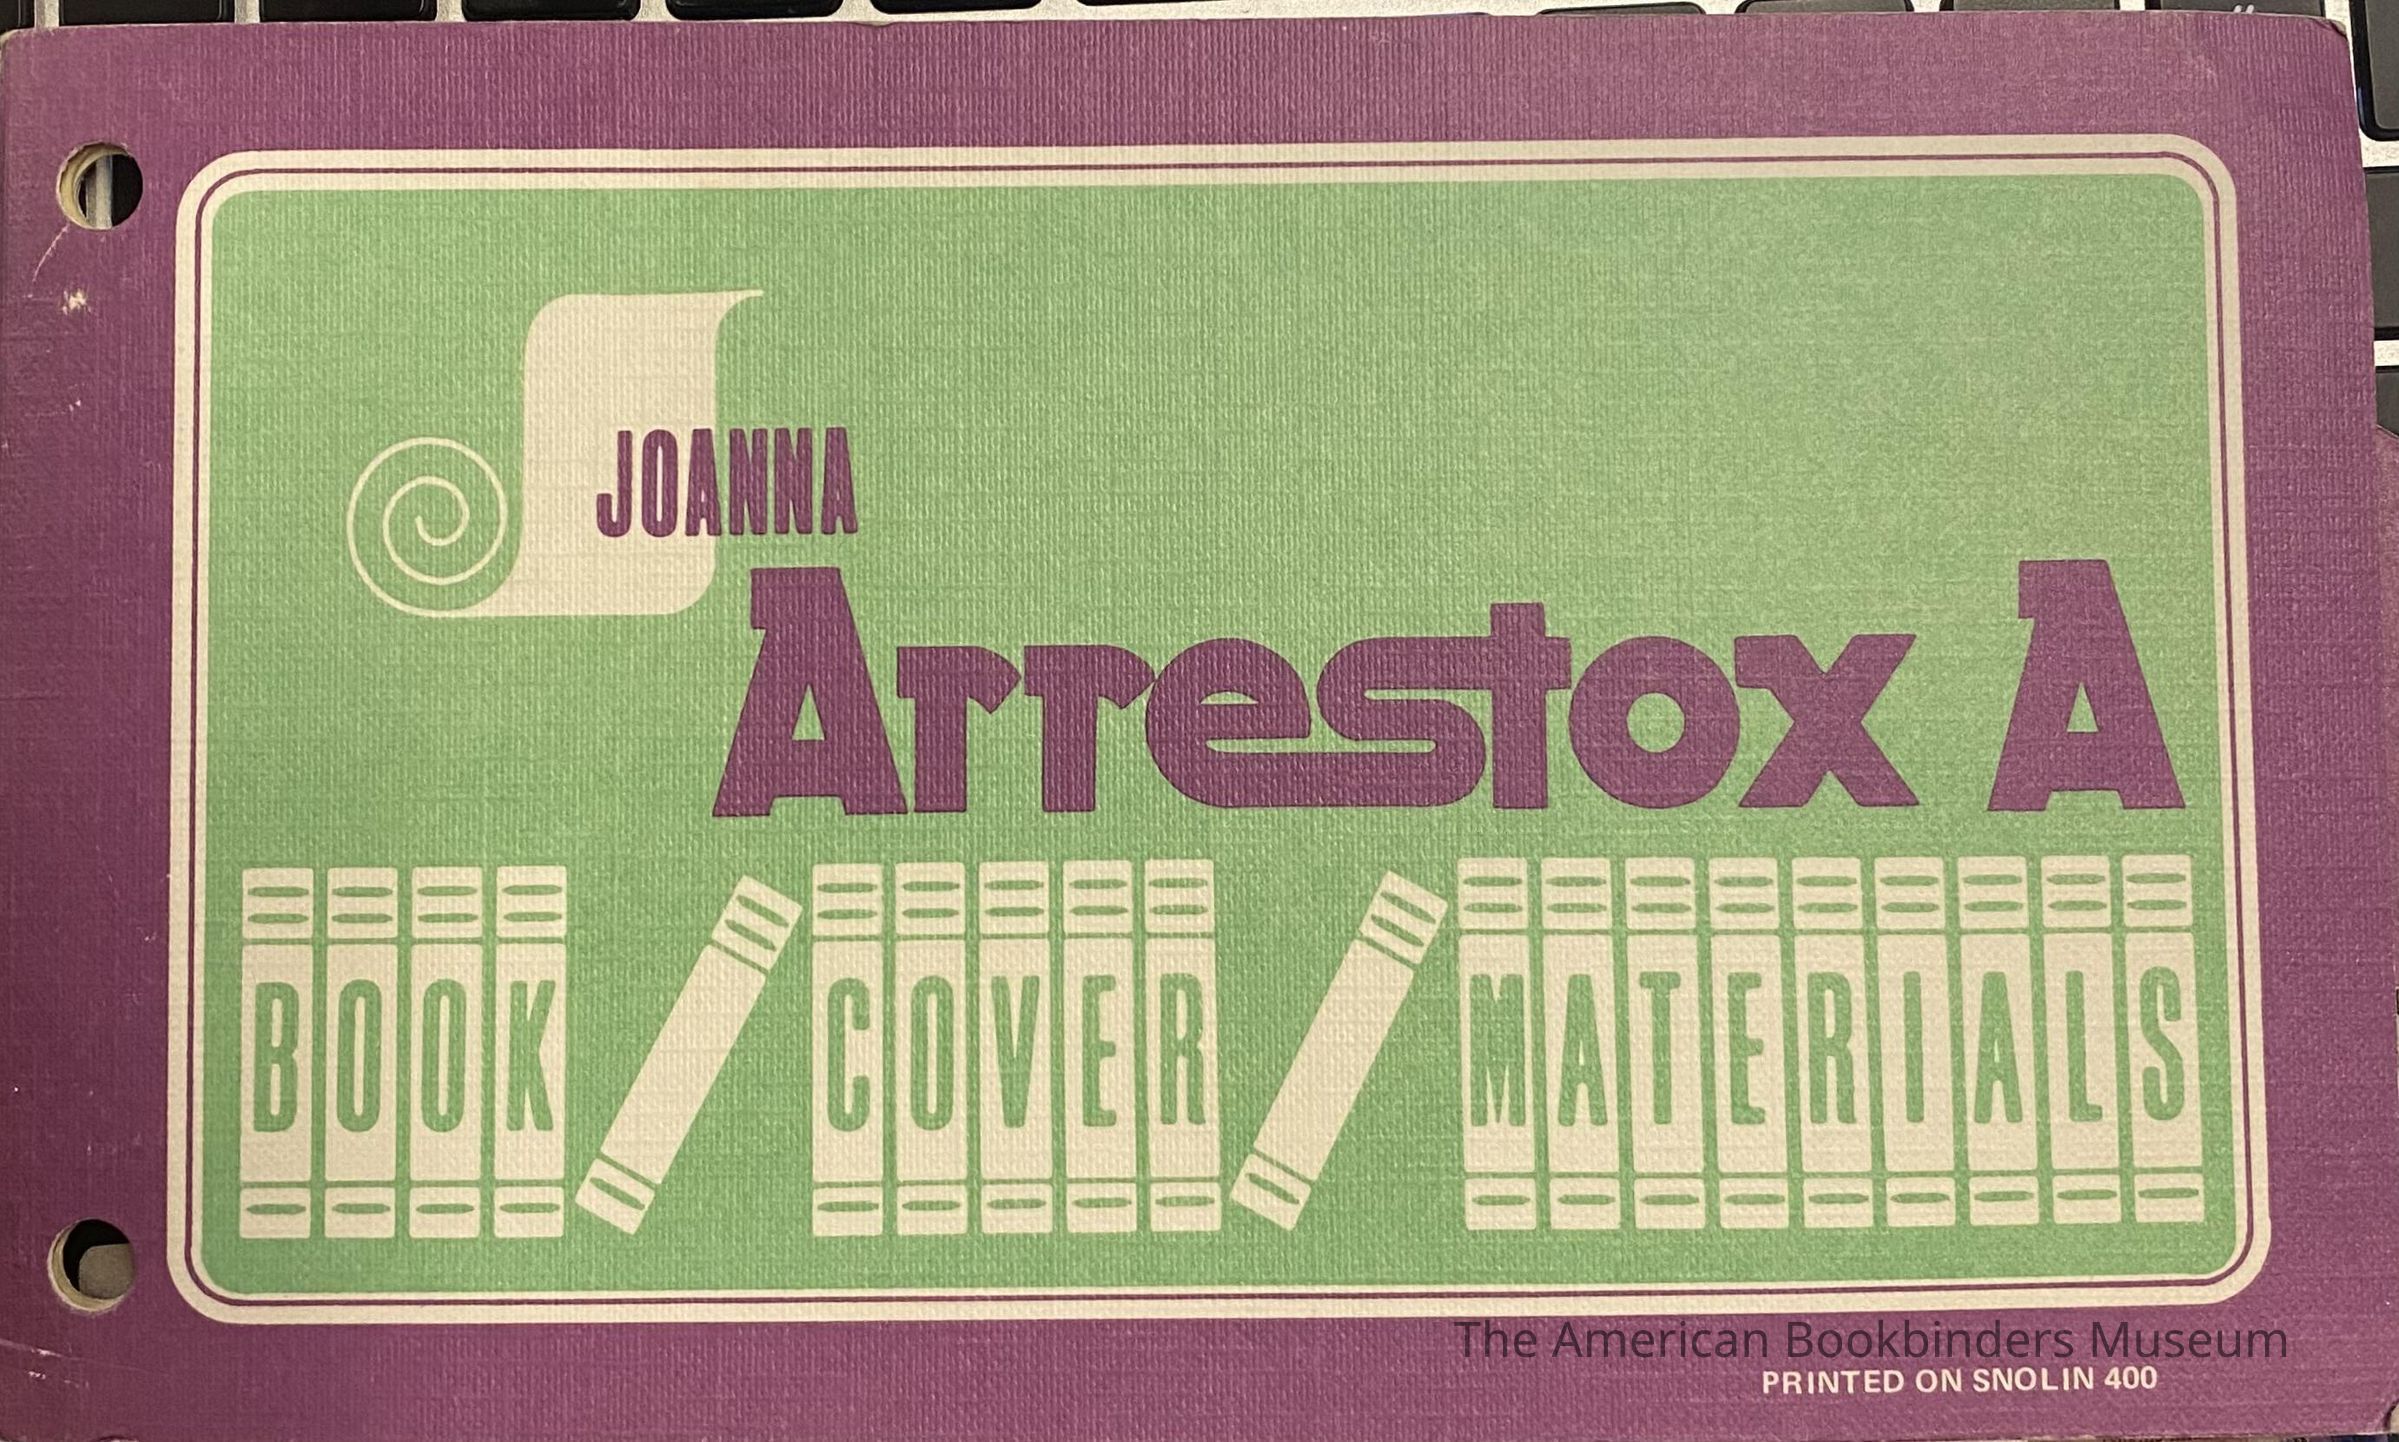 JOANNA
Arrestox A
BOOK/COVER/MATERIALS
The American Bookbinders Museum
PRINTED ON SNOLIN 400